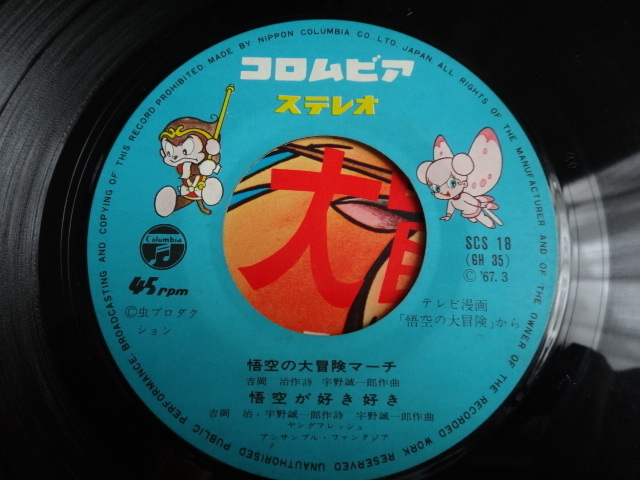 MADE BY NIPPON COLUMBIA CO., LTD. JAPAN. ALL RIGHTS OF THE MANUFACTURER AND OF THE OWNER OF THE RECORDED WORK RESERVED UNAUTHORISED PUBLIC PERFORMANCE, BROADCASTING AND COPYING OF THIS RECORD PROHIBITED.
コロムビア
ステレオ
大
Columbia
45 rpm
©虫プロダク
ション
SCS 18
(GH 35)
©'67.3
テレビ漫画
「悟空の大冒険」から
悟空の大冒険マーチ
吉岡 治作詩 宇野誠一郎作曲
悟空が好き好き
吉岡 治・宇野誠一郎作詩 宇野誠一郎作曲
ヤングフレッシュ
アンサンブル・ファンタジア